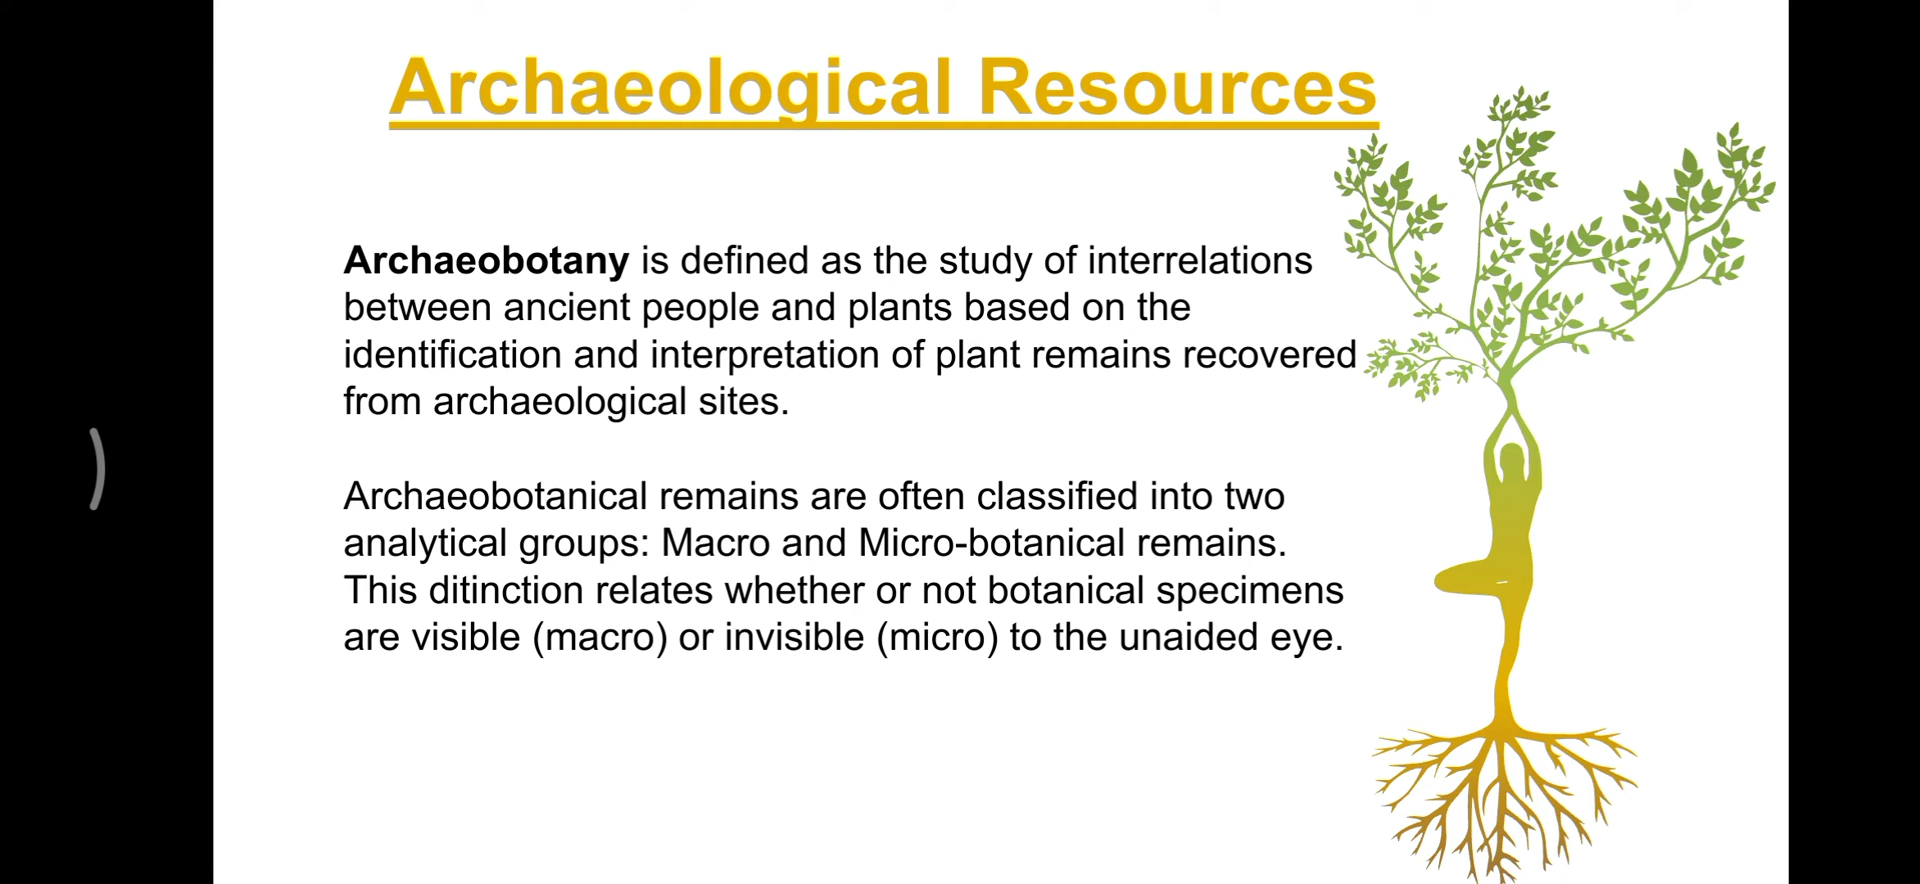 Archaeological Resources
Archaeobotany is defined as the study of interrelations
between ancient people and plants based on the
identification and interpretation of plant remains recovered
from archaeological sites.
Archaeobotanical remains are often classified into two
analytical groups: Macro and Micro-botanical remains.
This ditinction relates whether or not botanical specimens
are visible (macro) or invisible (micro) to the unaided eye.